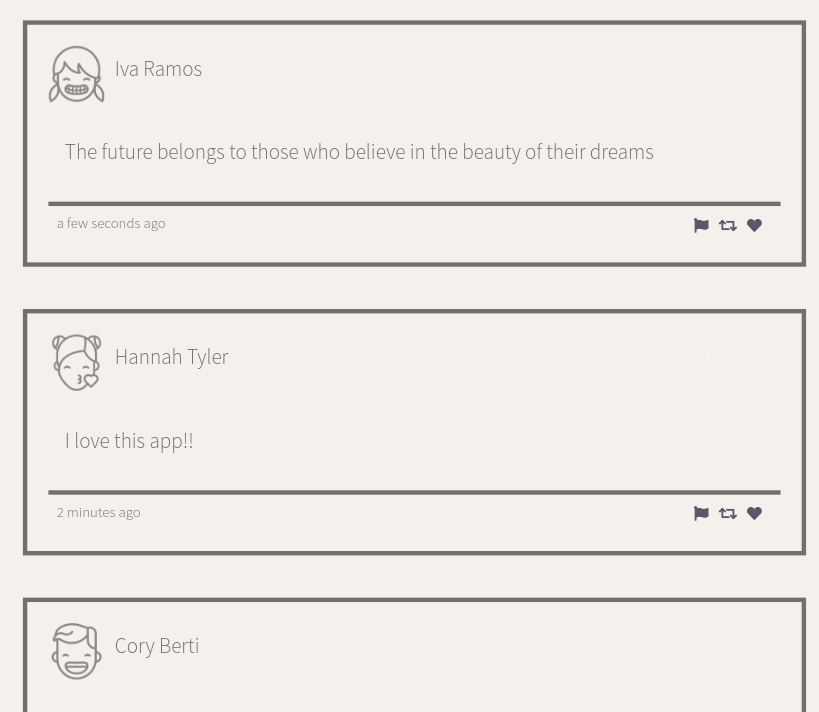 Iva Ramos
The future belongs to those who believe in the beauty of their dreams
a few seconds ago
Hannah Tyler
I love this app!!
2 minutes ago
Cory Berti